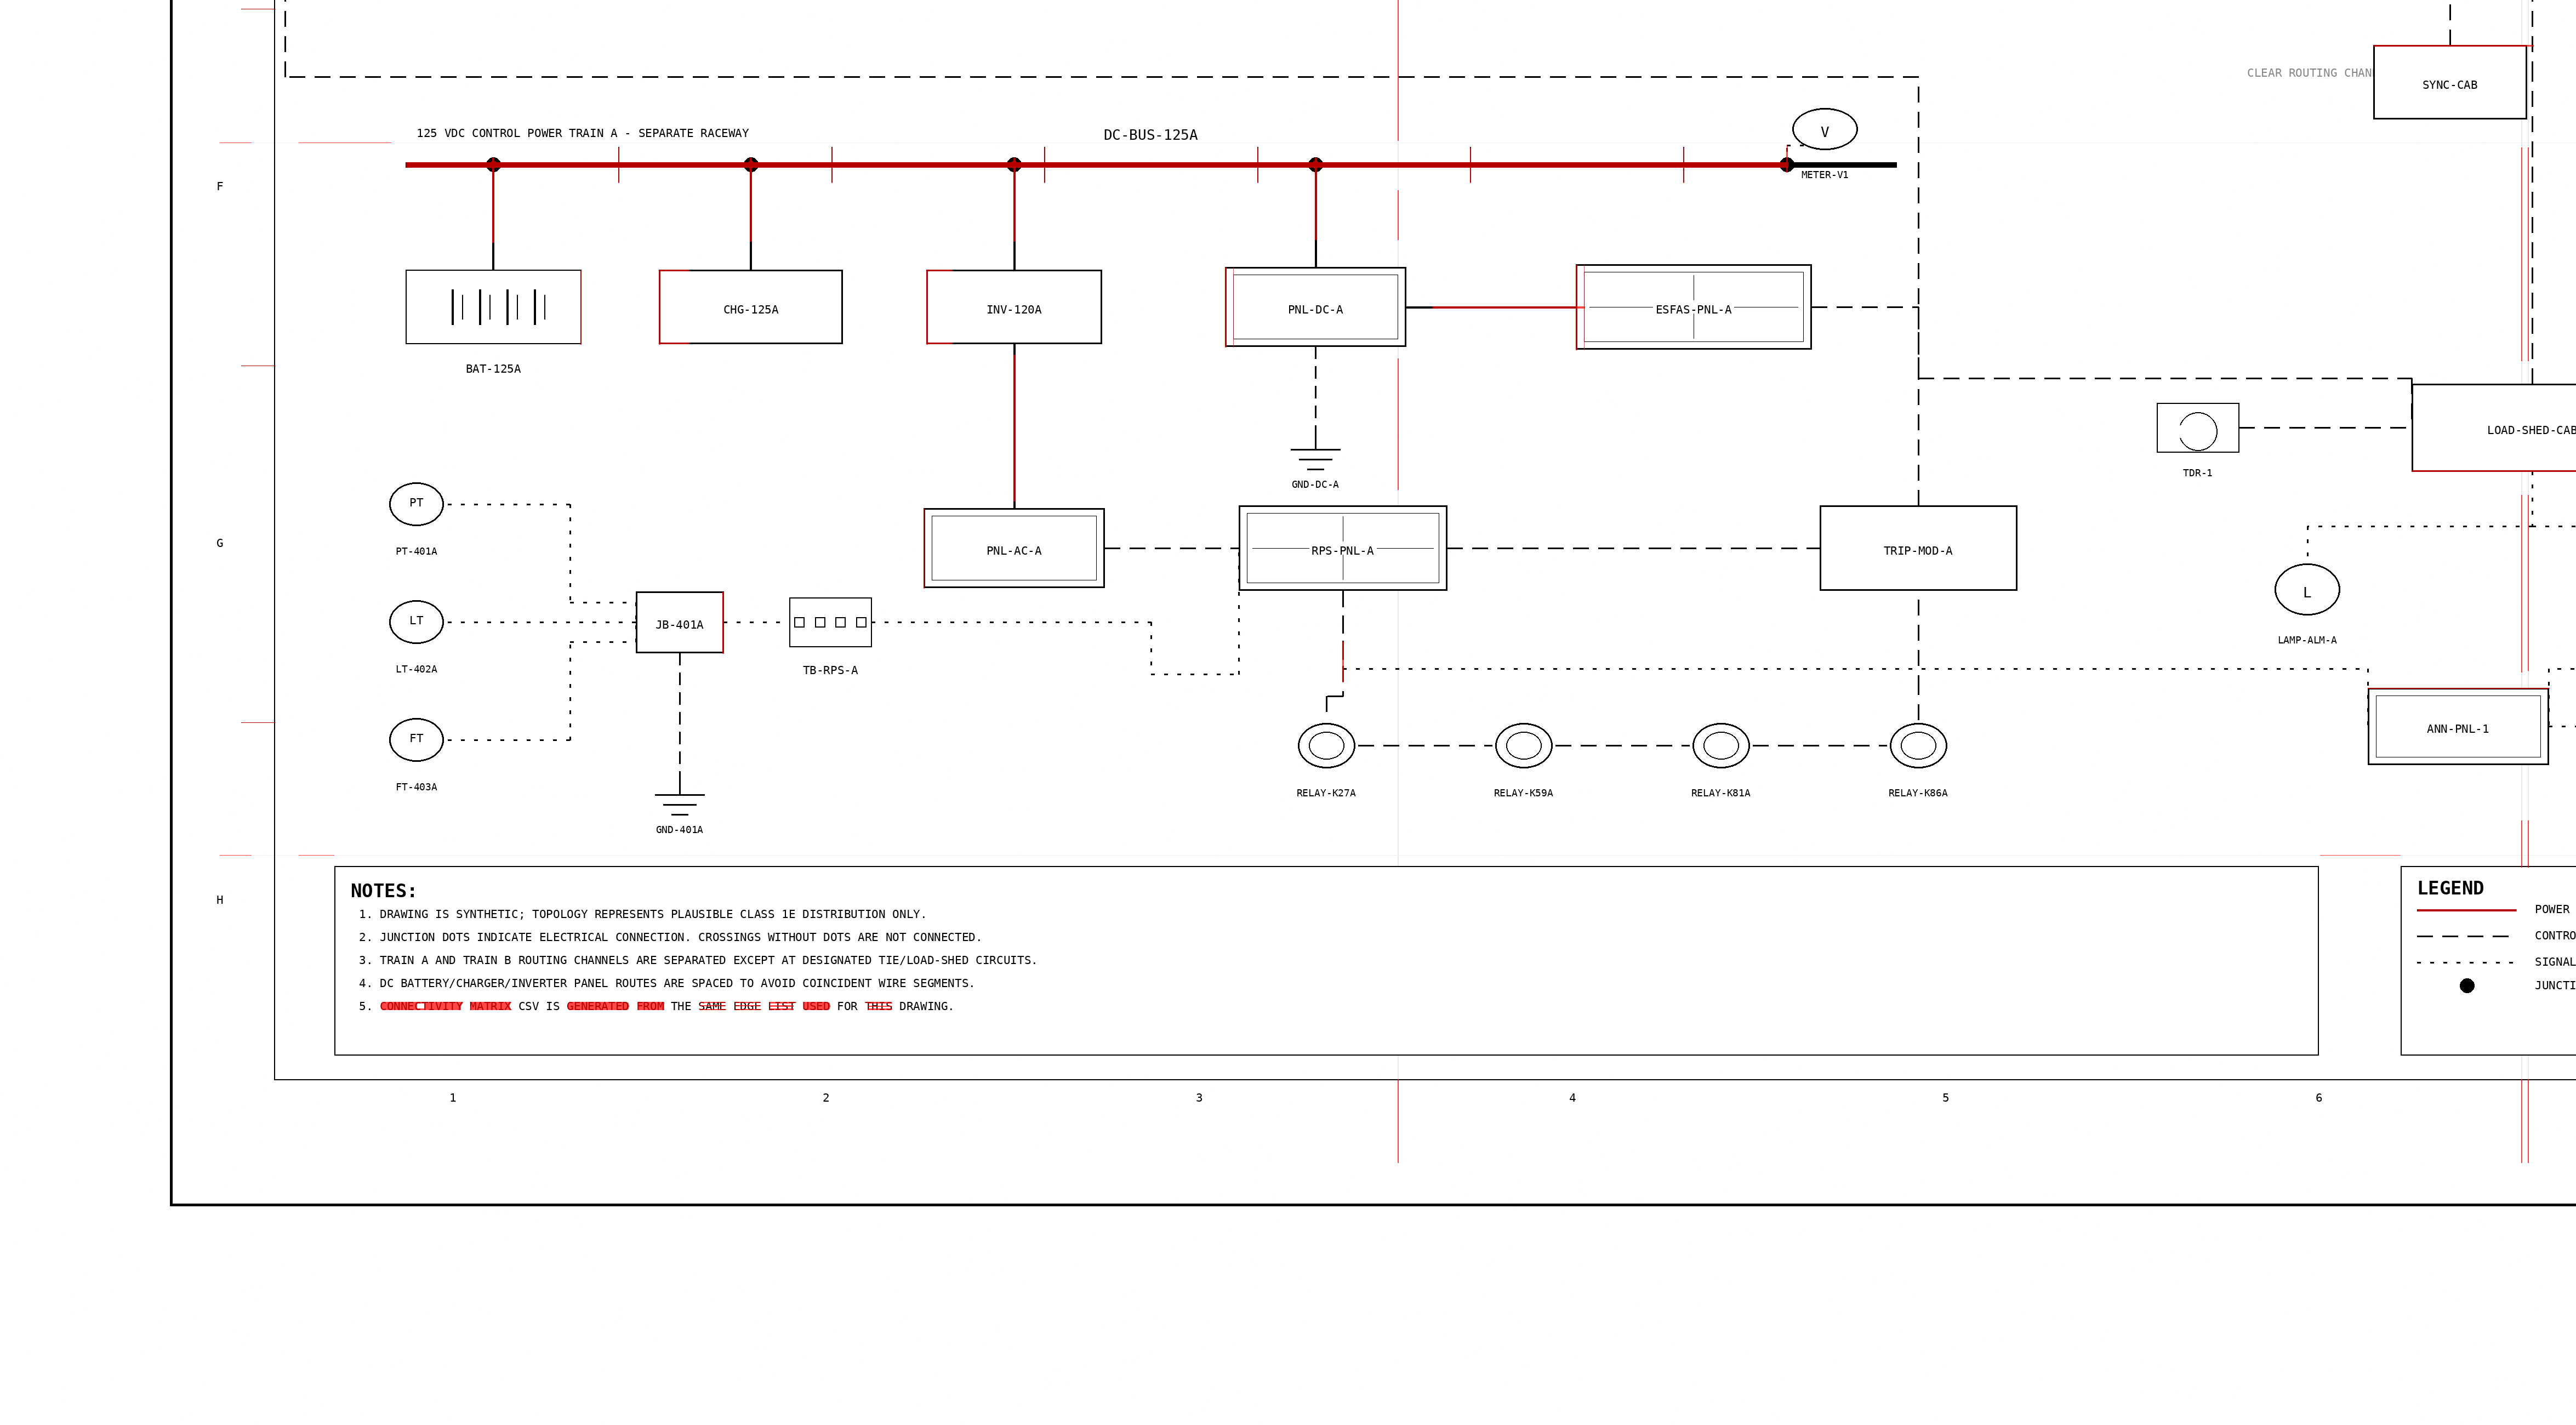 CLEAR ROUTING CHAN
SYNC-CAB
125 VDC CONTROL POWER TRAIN A - SEPARATE RACEWAY
DC-BUS-125A
V
METER-V1
F
CHG-125A
INV-120A
PNL-DC-A
ESFAS-PNL-A
BAT-125A
LOAD-SHED-CAB
TDR-1
GND-DC-A
PT
PT-401A
G
PNL-AC-A
RPS-PNL-A
TRIP-MOD-A
L
LAMP-ALM-A
LT
LT-402A
JB-401A
TB-RPS-A
ANN-PNL-1
FT
FT-403A
RELAY-K27A
RELAY-K59A
RELAY-K81A
RELAY-K86A
GND-401A
H
NOTES:
1. DRAWING IS SYNTHETIC; TOPOLOGY REPRESENTS PLAUSIBLE CLASS 1E DISTRIBUTION ONLY.
2. JUNCTION DOTS INDICATE ELECTRICAL CONNECTION. CROSSINGS WITHOUT DOTS ARE NOT CONNECTED.
3. TRAIN A AND TRAIN B ROUTING CHANNELS ARE SEPARATED EXCEPT AT DESIGNATED TIE/LOAD-SHED CIRCUITS.
4. DC BATTERY/CHARGER/INVERTER PANEL ROUTES ARE SPACED TO AVOID COINCIDENT WIRE SEGMENTS.
5. CONNECTIVITY MATRIX CSV IS GENERATED FROM THE SAME EDGE LIST USED FOR THIS DRAWING.
LEGEND
POWER
CONTRO
SIGNAL
JUNCTI
1
2
3
4
5
6